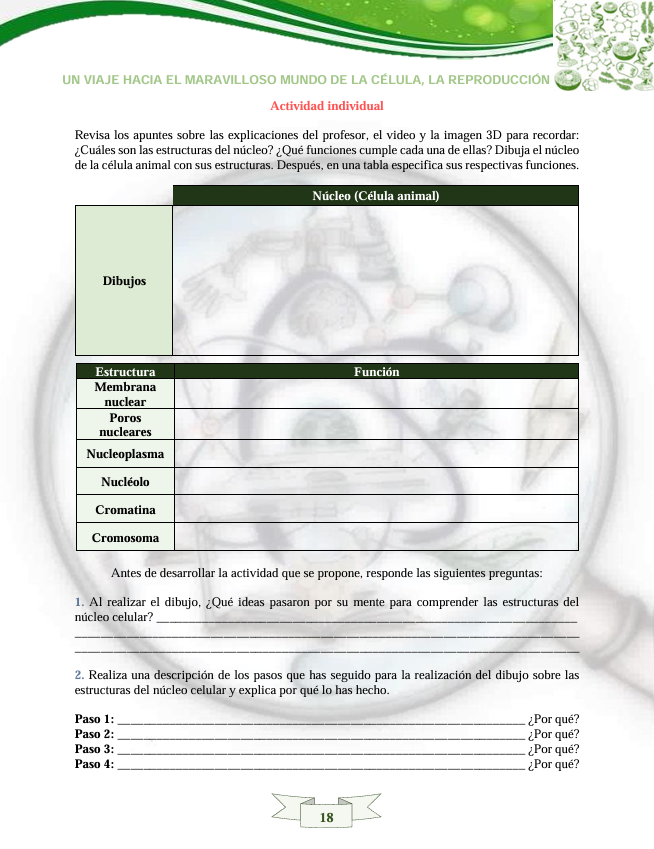 UN VIAJE HACIA EL MARAVILLOSO MUNDO DE LA CÉLULA, LA REPRODUCCIÓN
Actividad individual
Revisa los apuntes sobre las explicaciones del profesor, el video y la imagen 3D para recordar:
¿Cuáles son las estructuras del núcleo? ¿Qué funciones cumple cada una de ellas? Dibuja el núcleo
de la célula animal con sus estructuras. Después, en una tabla especifica sus respectivas funciones.
Núcleo (Célula animal)
Dibujos
Estructura Función
Membrana
nuclear
Poros
nucleares
Nucleoplasma
Nucléolo
Cromatina
Cromosoma
Antes de desarrollar la actividad que se propone, responde las siguientes preguntas:
1. Al realizar el dibujo, ¿Qué ideas pasaron por su mente para comprender las estructuras del
núcleo celular? ______________________________
______________________________
______________________________
2. Realiza una descripción de los pasos que has seguido para la realización del dibujo sobre las
estructuras del núcleo celular y explica por qué lo has hecho.
Paso 1: ______________________________ ¿Por qué?
Paso 2: ______________________________ ¿Por qué?
Paso 3: ______________________________ ¿Por qué?
Paso 4: ______________________________ ¿Por qué?
18